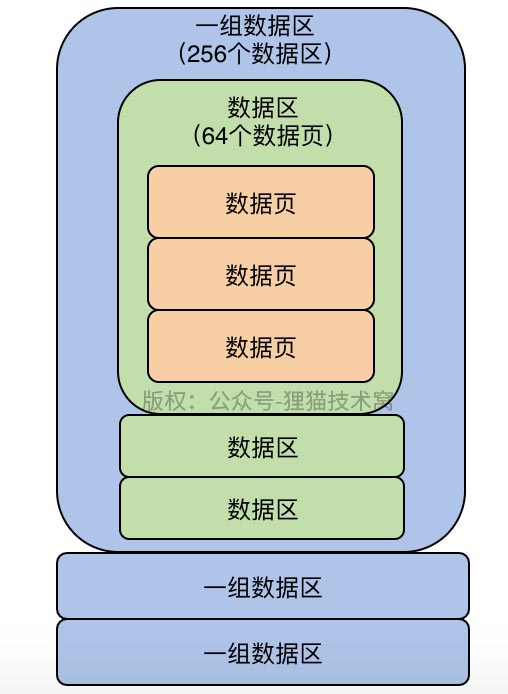 一组数据区
（256个数据区）
数据区
（64个数据页）
数据页
数据页
数据页
版权：公众号-狸猫技术窝
数据区
数据区
一组数据区
一组数据区